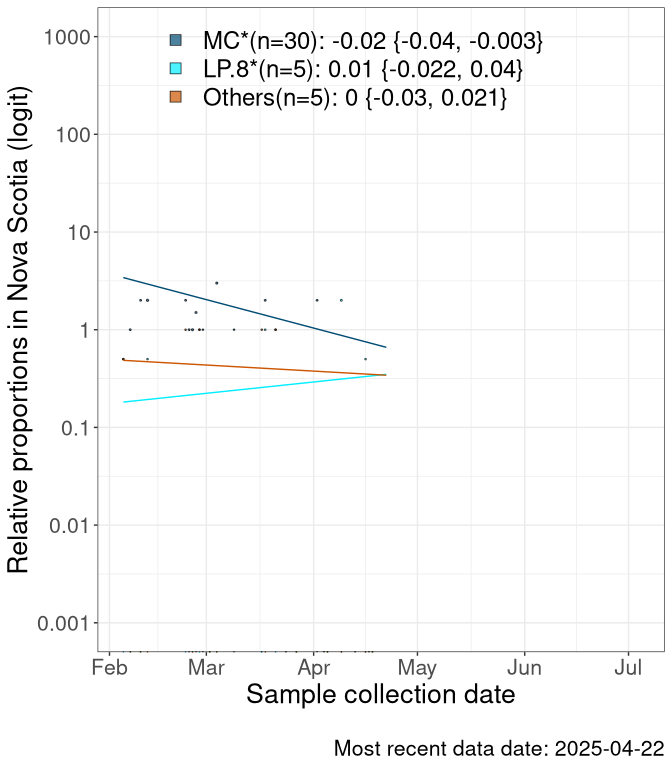 MC*(n=30): -0.02 {-0.04, -0.003}
LP.8*(n=5): 0.01 {-0.022, 0.04}
Others(n=5): 0 {-0.03, 0.021}
Relative proportions in Nova Scotia (logit)
1000
100
10
1
0.1
0.01
0.001
Feb Mar Apr May Jun Jul
Sample collection date
Most recent data date: 2025-04-22